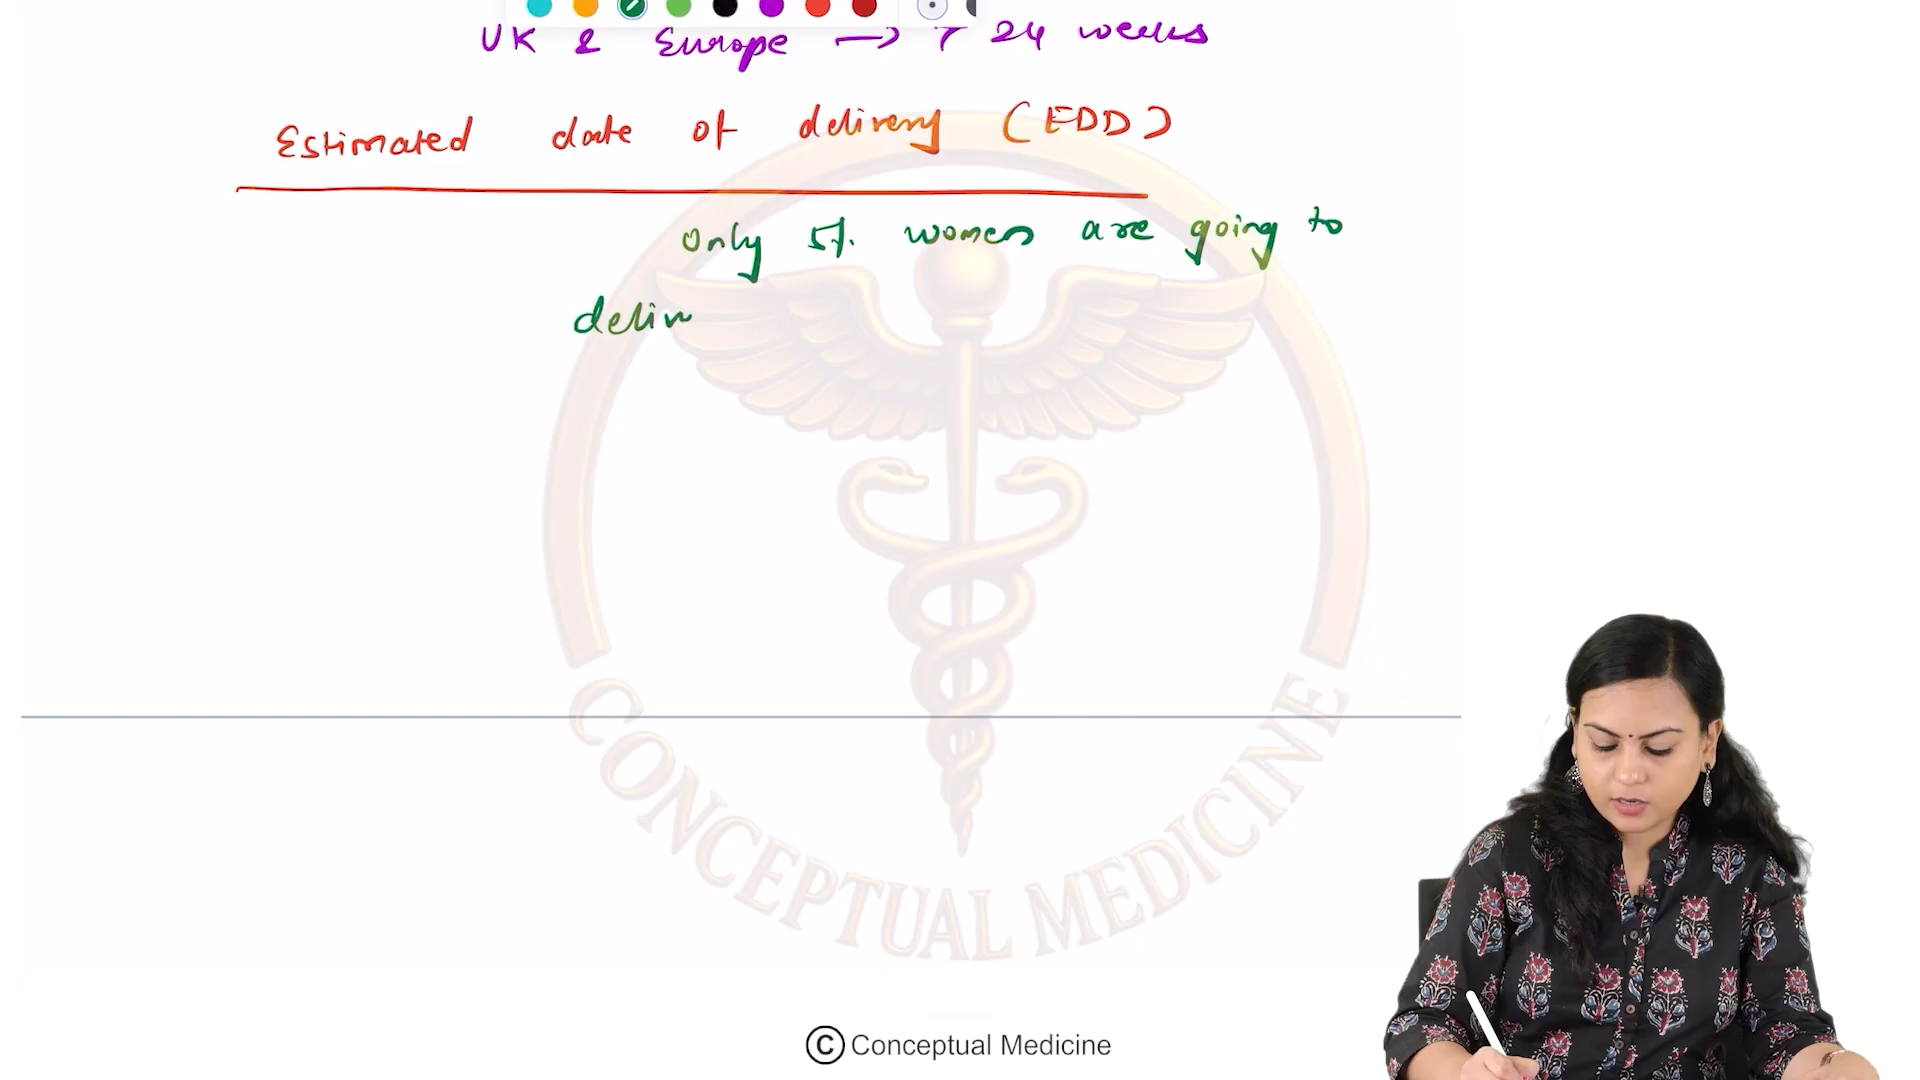 UK & Europe → > 24 weeks
Estimated date of delivery (EDD)
only 5%. women are going to
deliv
CONCEPTUAL MEDICINE
© Conceptual Medicine